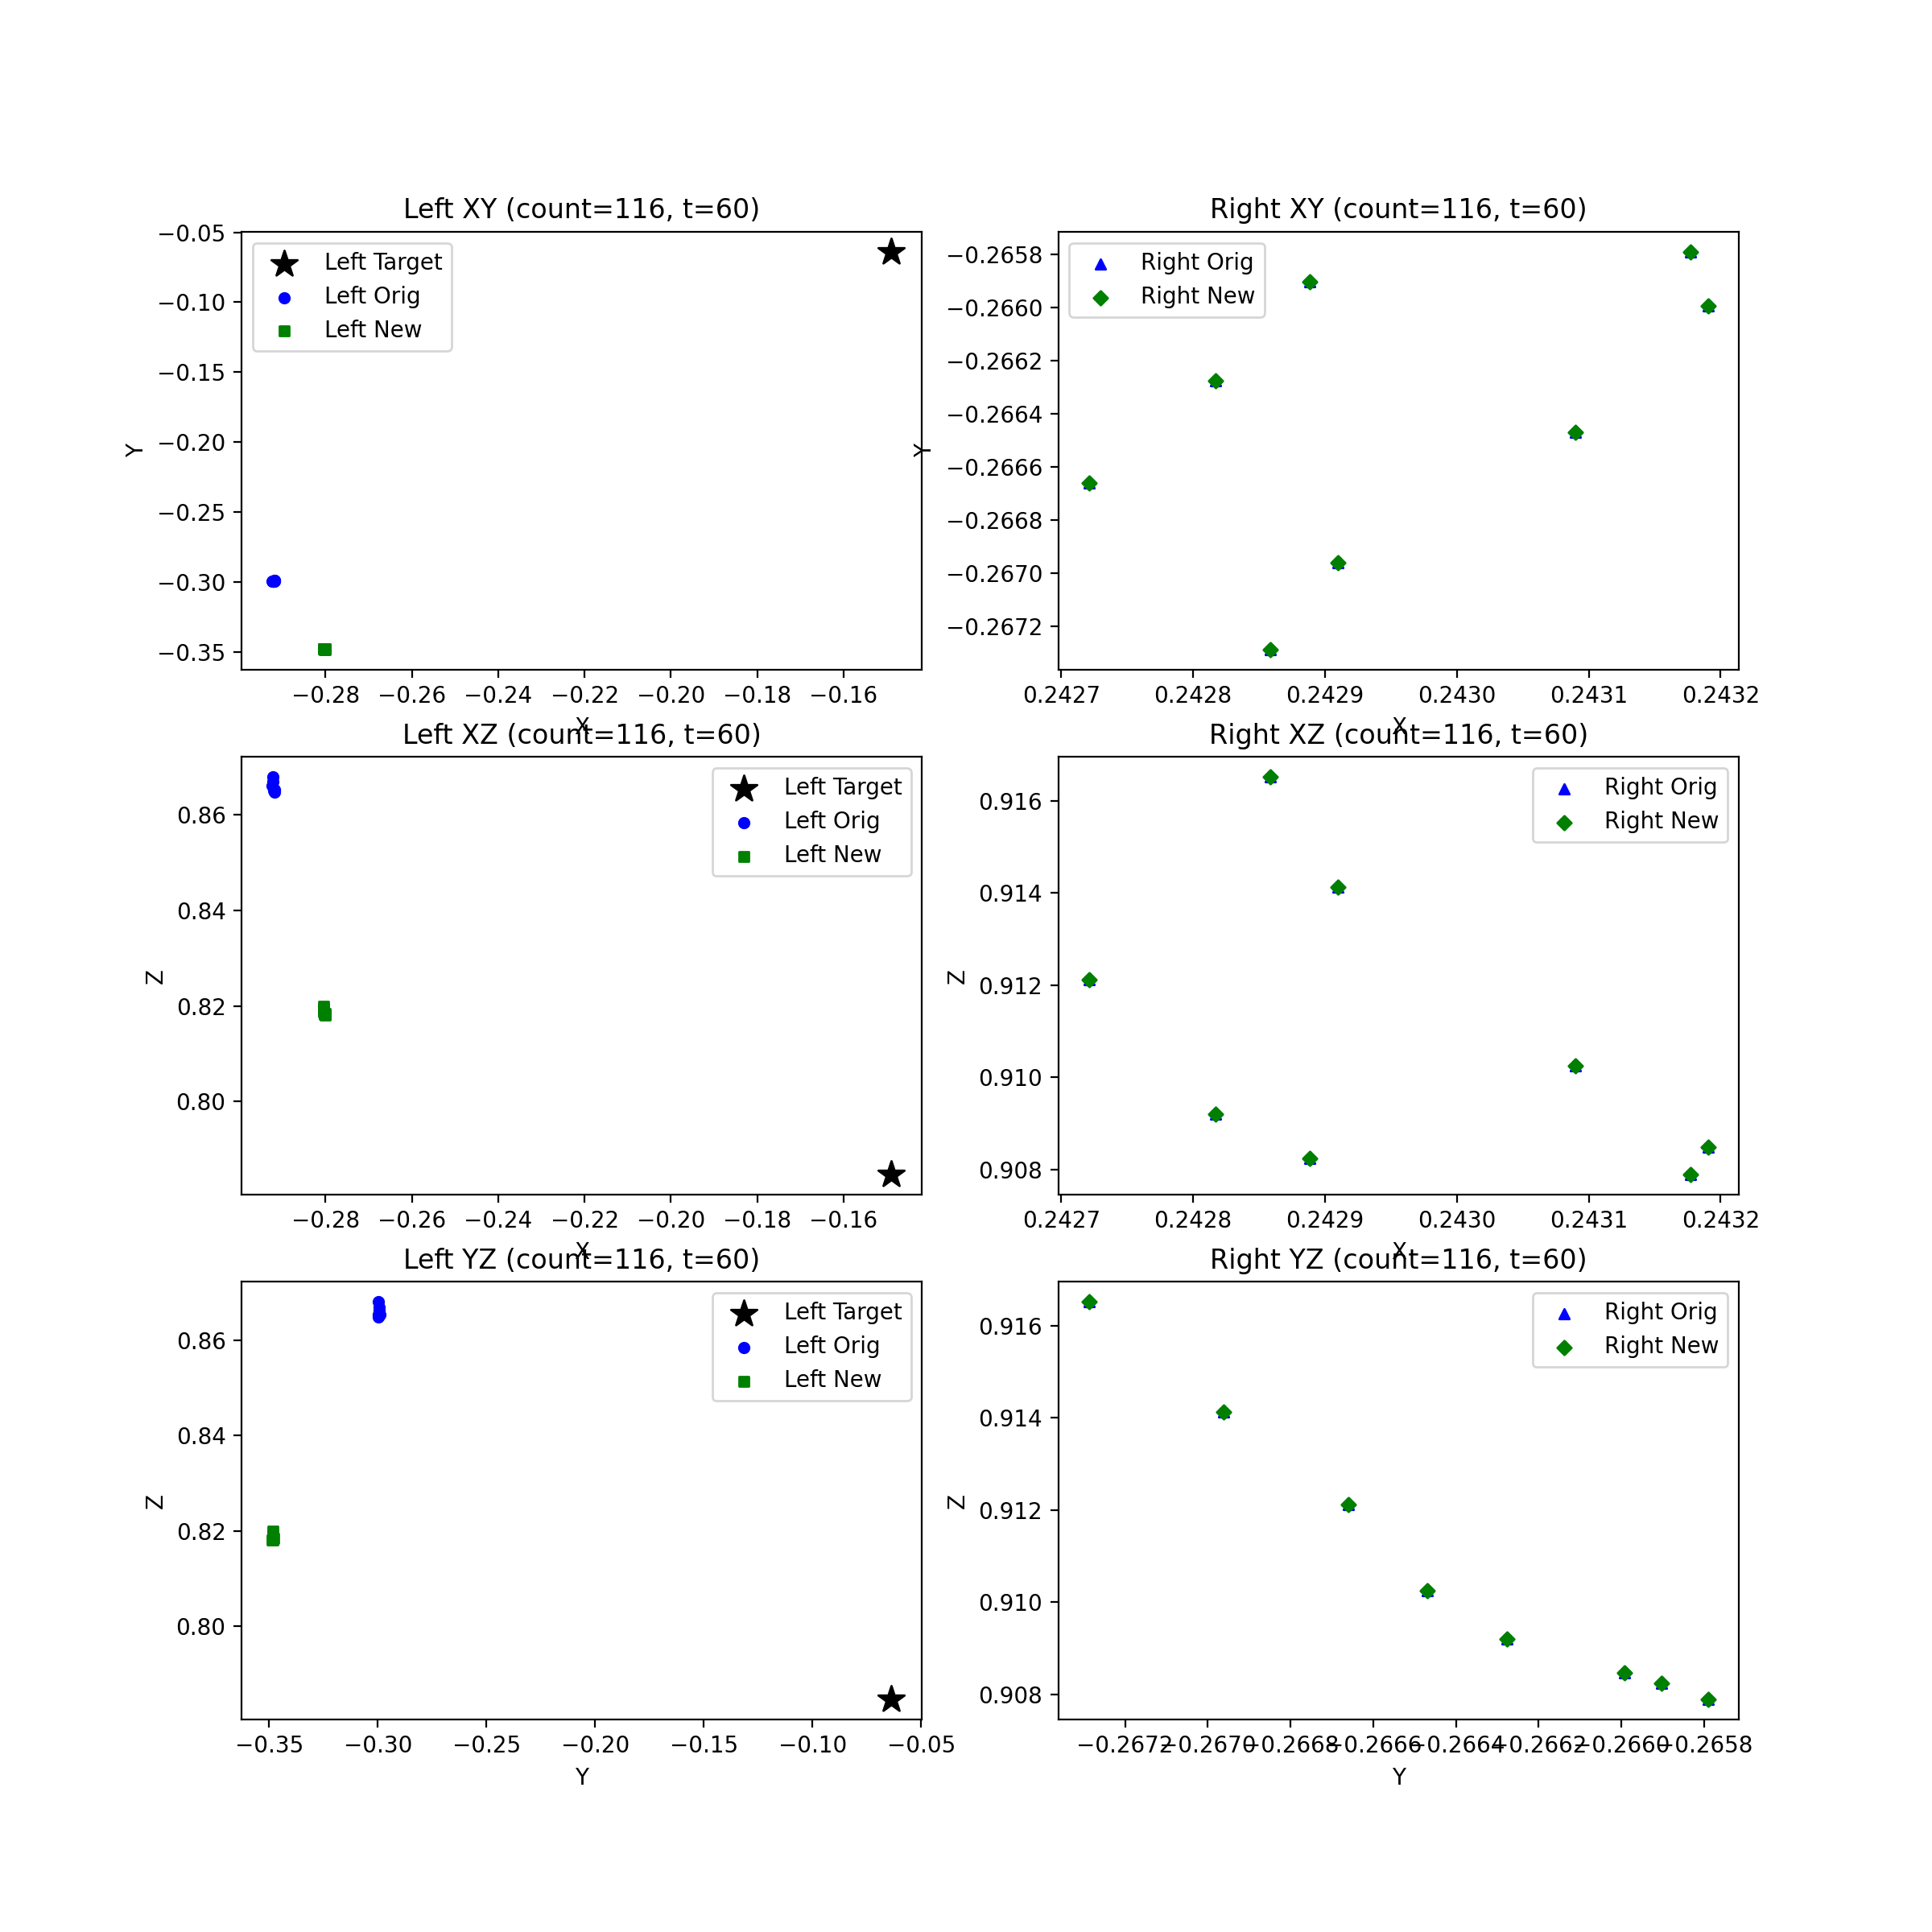 Left XY (count=116, t=60)
−0.05
−0.10
−0.15
−0.20
−0.25
−0.30
−0.35
Y
Left Target
Left Orig
Left New
−0.28 −0.26 −0.24 −0.22 −0.20 −0.18 −0.16
X
Right XY (count=116, t=60)
−0.2658
−0.2660
−0.2662
−0.2664
−0.2666
−0.2668
−0.2670
−0.2672
Y
Right Orig
Right New
0.2427 0.2428 0.2429 0.2430 0.2431 0.2432
X
Left XZ (count=116, t=60)
0.86
0.84
0.82
0.80
Z
Left Target
Left Orig
Left New
−0.28 −0.26 −0.24 −0.22 −0.20 −0.18 −0.16
X
Right XZ (count=116, t=60)
0.916
0.914
0.912
0.910
0.908
Z
Right Orig
Right New
0.2427 0.2428 0.2429 0.2430 0.2431 0.2432
X
Left YZ (count=116, t=60)
0.86
0.84
0.82
0.80
Z
Left Target
Left Orig
Left New
−0.35 −0.30 −0.25 −0.20 −0.15 −0.10 −0.05
Y
Right YZ (count=116, t=60)
0.916
0.914
0.912
0.910
0.908
Z
Right Orig
Right New
−0.2672 −0.2670 −0.2668 −0.2666 −0.2664 −0.2662 −0.2660 −0.2658
Y